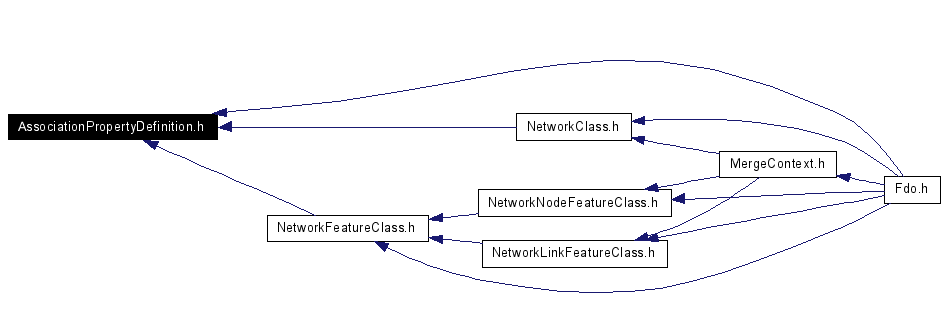 AssociationPropertyDefinition.h
NetworkClass.h
MergeContext.h
Fdo.h
NetworkNodeFeatureClass.h
NetworkFeatureClass.h
NetworkLinkFeatureClass.h